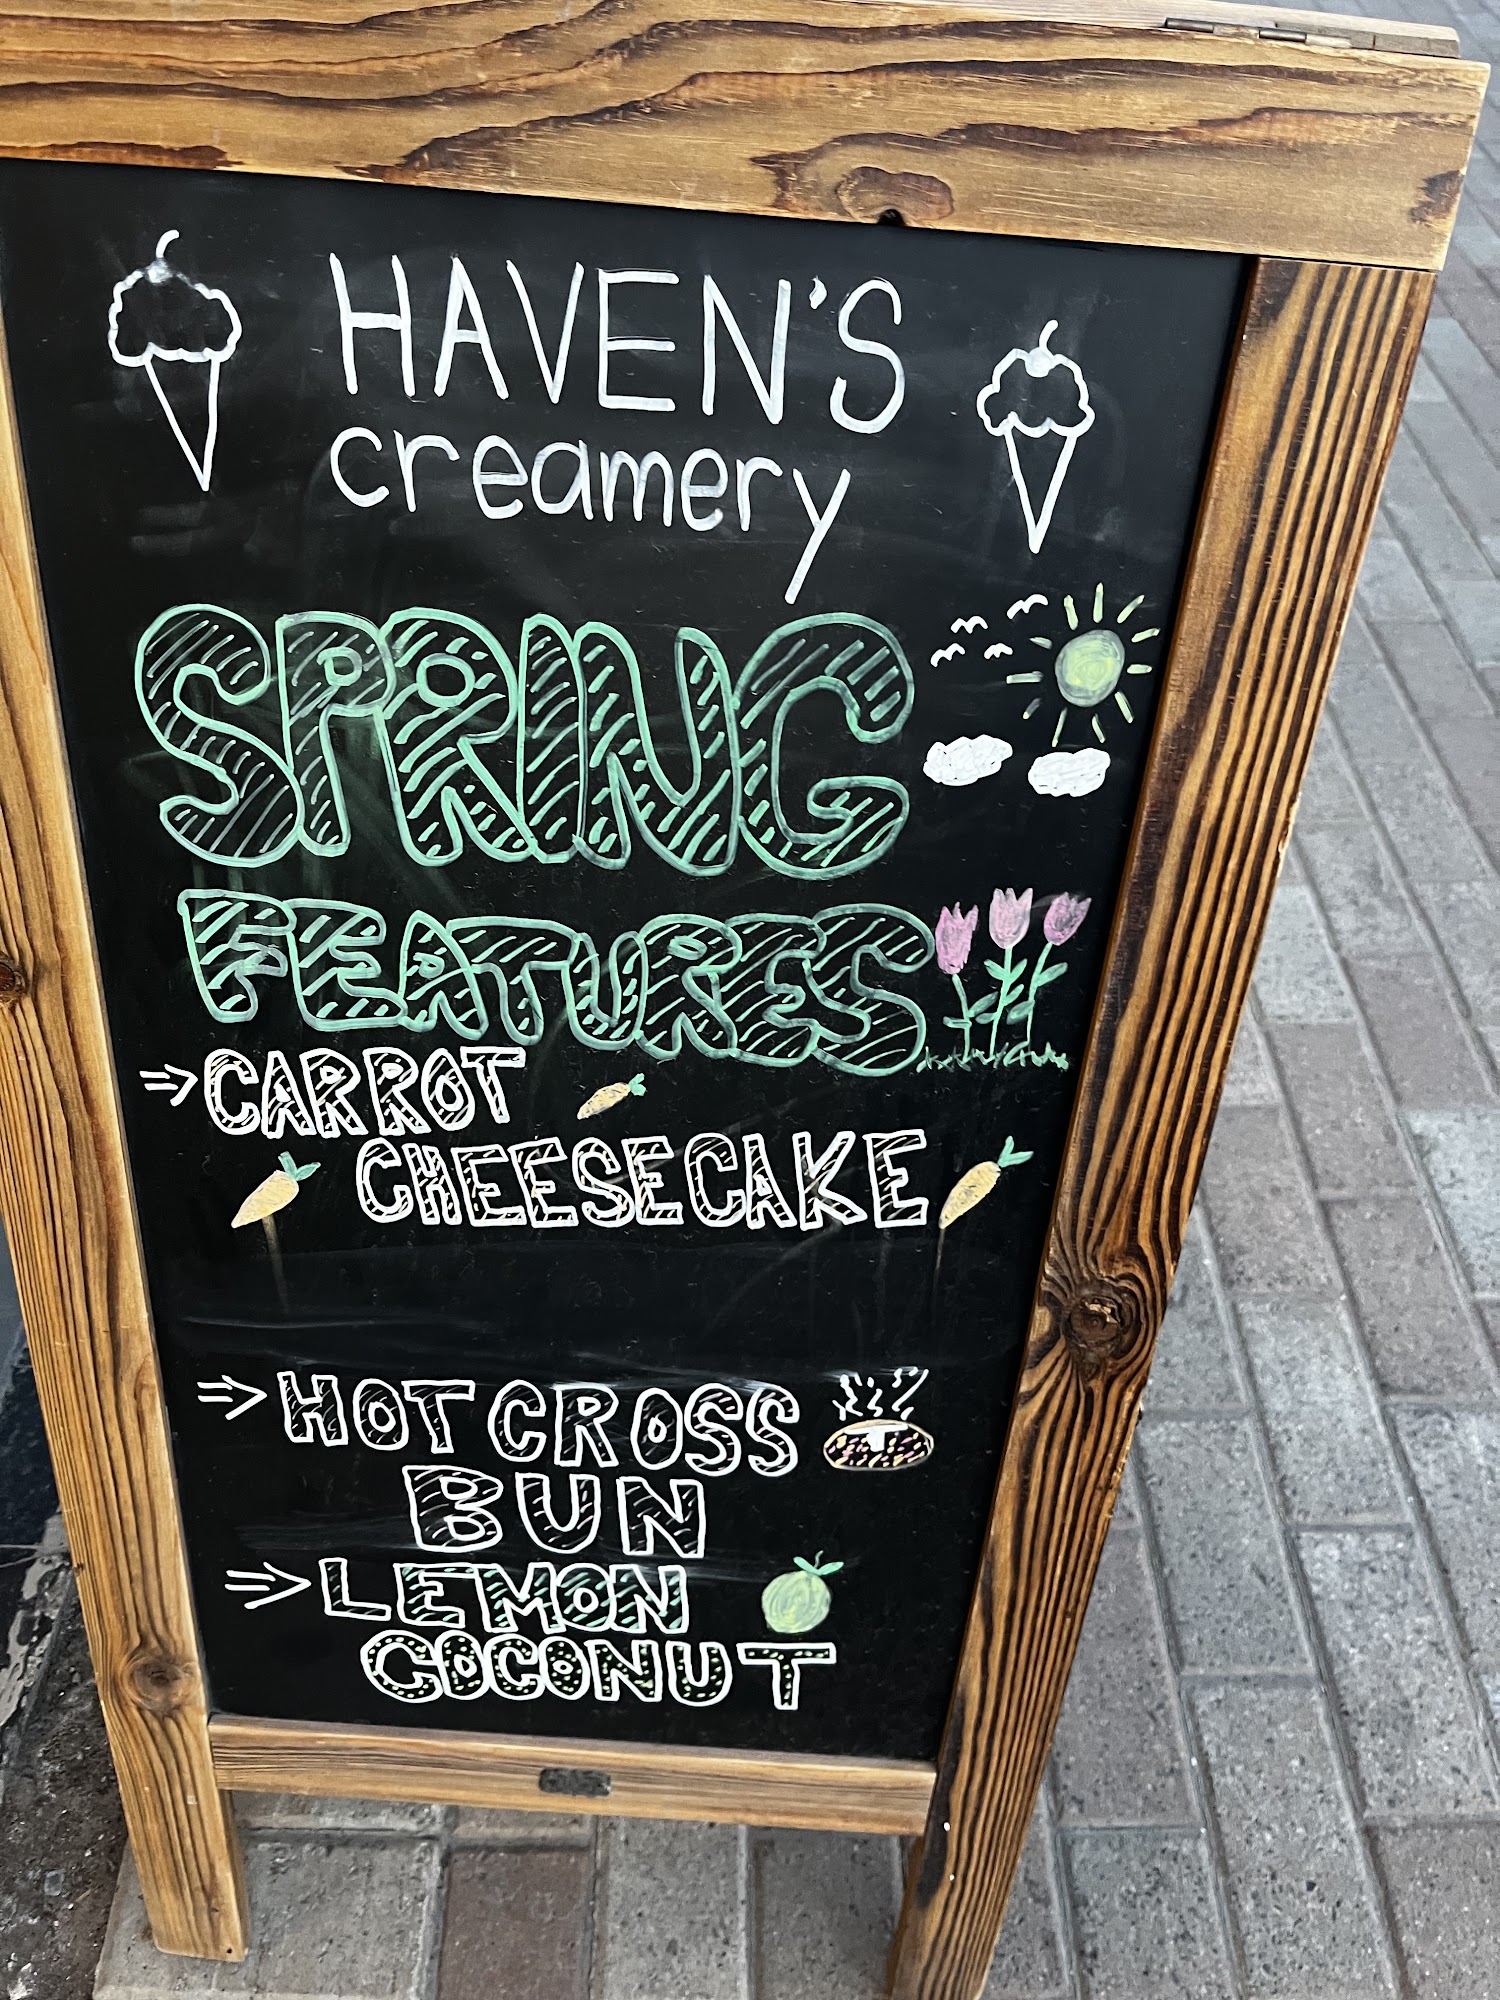 HAVEN'S
creamery
SPRING
FEATURES
⇒ CARROT
CHEESECAKE
⇒ HOT CROSS
BUN
⇒ LEMON
COCONUT